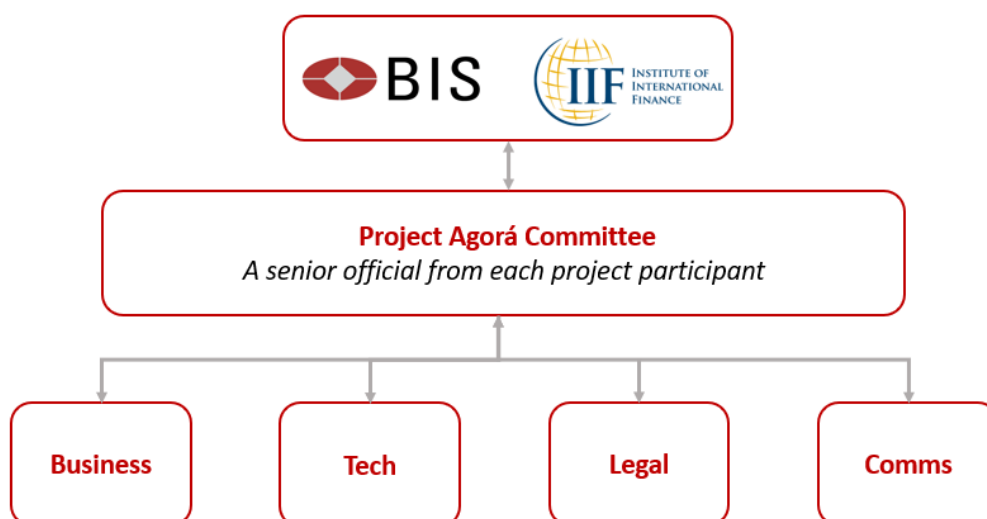 BIS
IIF
INSTITUTE OF
INTERNATIONAL
FINANCE
Project Agorá Committee
A senior official from each project participant
Business
Tech
Legal
Comms